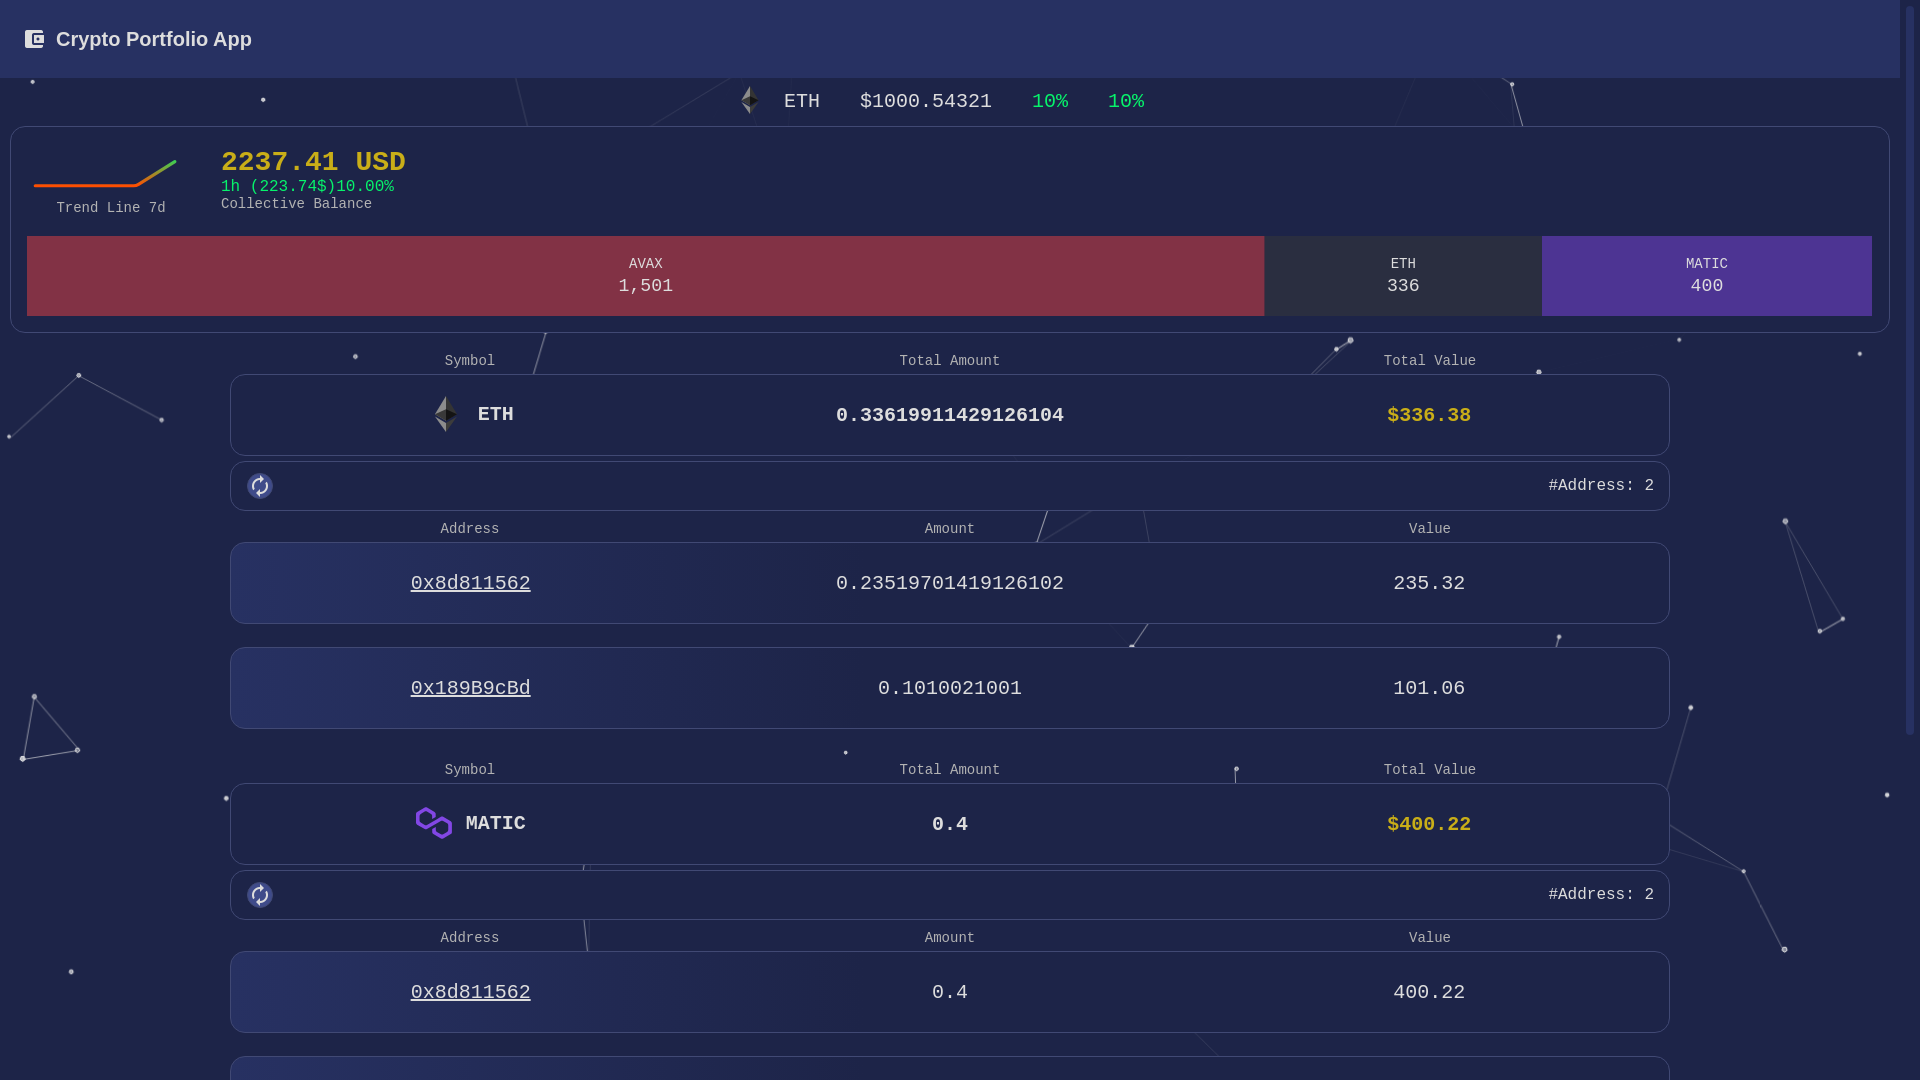 Crypto Portfolio App
ETH $1000.54321 10% 10%
2237.41 USD
1h (223.74$)10.00%
Collective Balance
Trend Line 7d
AVAX
1,501
ETH
336
MATIC
400
Symbol Total Amount Total Value
ETH 0.33619911429126104 $336.38
#Address: 2
Address Amount Value
0x8d811562 0.23519701419126102 235.32
0x189B9cBd 0.1010021001 101.06
Symbol Total Amount Total Value
MATIC 0.4 $400.22
#Address: 2
Address Amount Value
0x8d811562 0.4 400.22